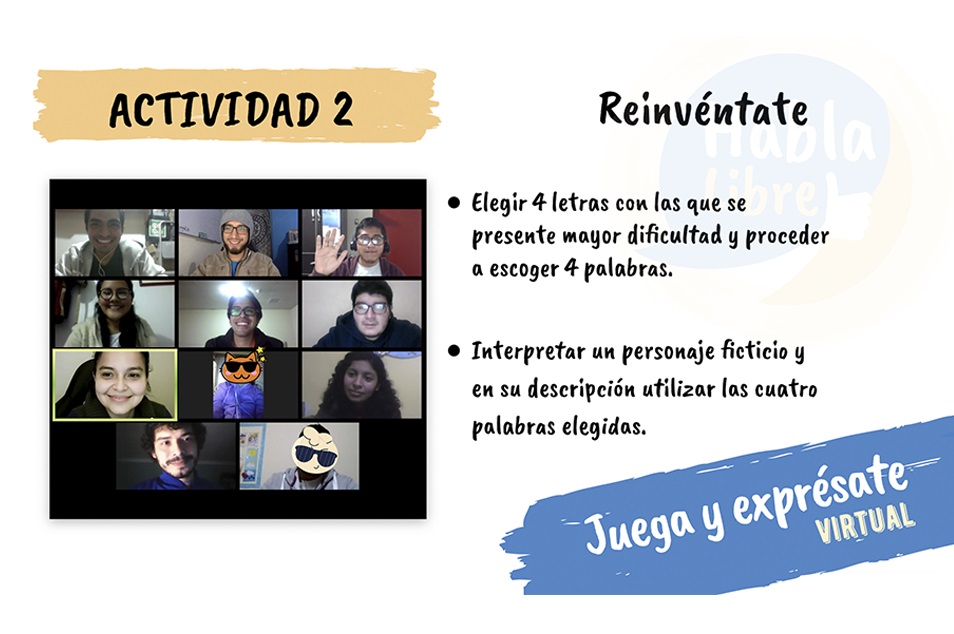 ACTIVIDAD 2
Reinvéntate
Habla
Libre
• Elegir 4 letras con las que se
presente mayor dificultad y proceder
a escoger 4 palabras.
• Interpretar un personaje ficticio y
en su descripción utilizar las cuatro
palabras elegidas.
Juega y exprésate
VIRTUAL